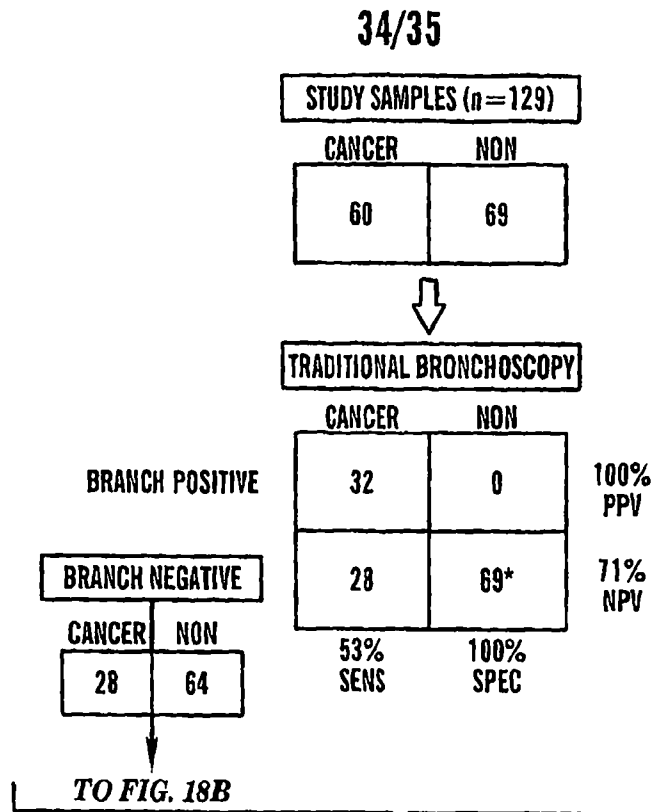 34/35
STUDY SAMPLES (n=129)
CANCER NON
60 69
TRADITIONAL BRONCHOSCOPY
CANCER NON
BRANCH POSITIVE 32 0 100% PPV
BRANCH NEGATIVE 28 69* 71% NPV
CANCER NON 53% SENS 100% SPEC
28 64
TO FIG. 18B